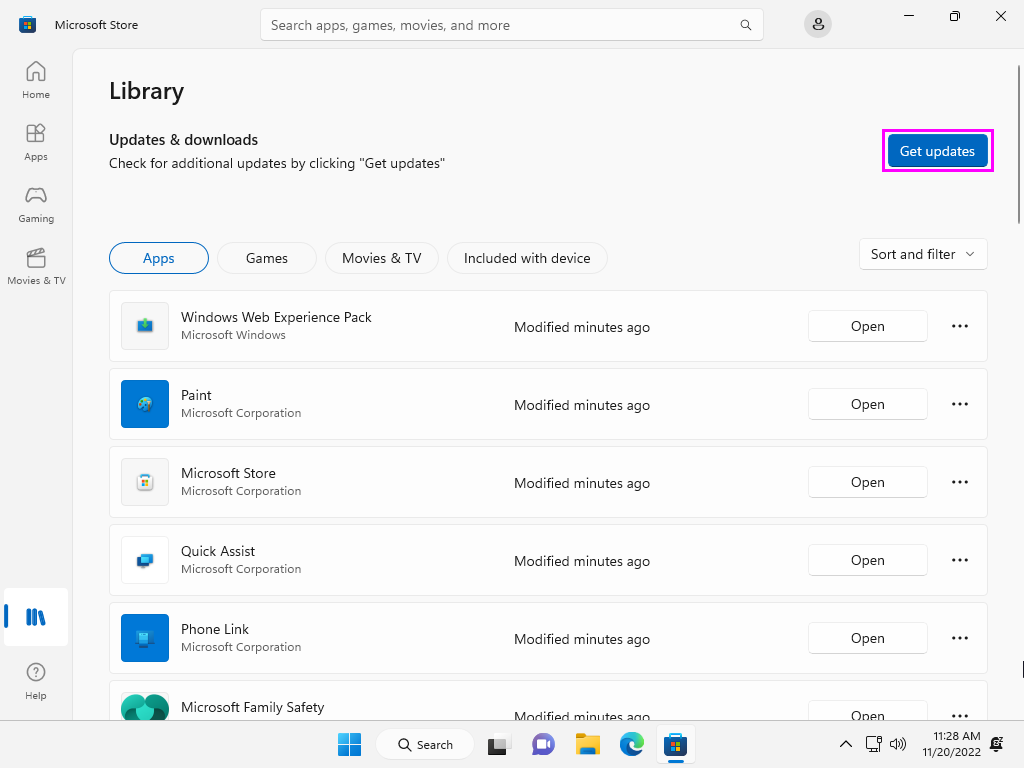 Microsoft Store
Search apps, games, movies, and more
Home
Apps
Gaming
Movies & TV
Help
Library
Updates & downloads
Check for additional updates by clicking "Get updates"
Get updates
Apps
Games
Movies & TV
Included with device
Sort and filter
Windows Web Experience Pack
Microsoft Windows
Modified minutes ago
Open
Paint
Microsoft Corporation
Modified minutes ago
Open
Microsoft Store
Microsoft Corporation
Modified minutes ago
Open
Quick Assist
Microsoft Corporation
Modified minutes ago
Open
Phone Link
Microsoft Corporation
Modified minutes ago
Open
Microsoft Family Safety
Modified minutes ago
Open
Search
11:28 AM
11/20/2022